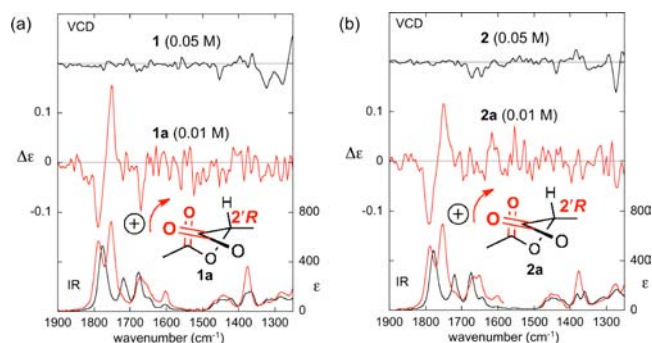 (a)
VCD
1 (0.05 M)
0.1
1a (0.01 M)
Δε
0
-0.1
800
H
2'R
O
O
O
O
+
1a
400
IR
ε
0
1900 1800 1700 1600 1500 1400 1300
wavenumber (cm⁻¹)
(b)
VCD
2 (0.05 M)
0.1
2a (0.01 M)
Δε
0
-0.1
800
H
2'R
O
O
O
O
+
2a
400
IR
ε
0
1900 1800 1700 1600 1500 1400 1300
wavenumber (cm⁻¹)